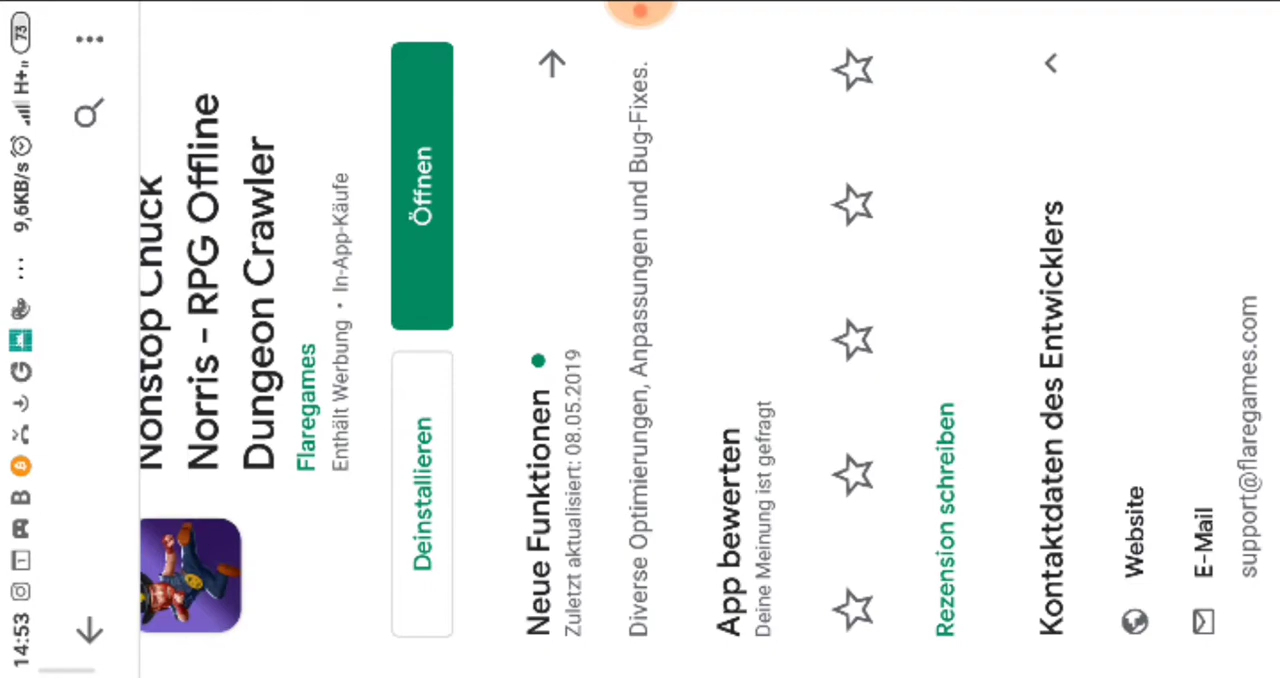 14:53
9,6KB/s
H+
73
Nonstop Chuck
Norris - RPG Offline
Dungeon Crawler
Flaregames
Enthält Werbung • In-App-Käufe
Deinstallieren
Öffnen
Neue Funktionen
Zuletzt aktualisiert: 08.05.2019
Diverse Optimierungen, Anpassungen und Bug-Fixes.
App bewerten
Deine Meinung ist gefragt
Rezension schreiben
Kontaktdaten des Entwicklers
Website
E-Mail
support@flaregames.com